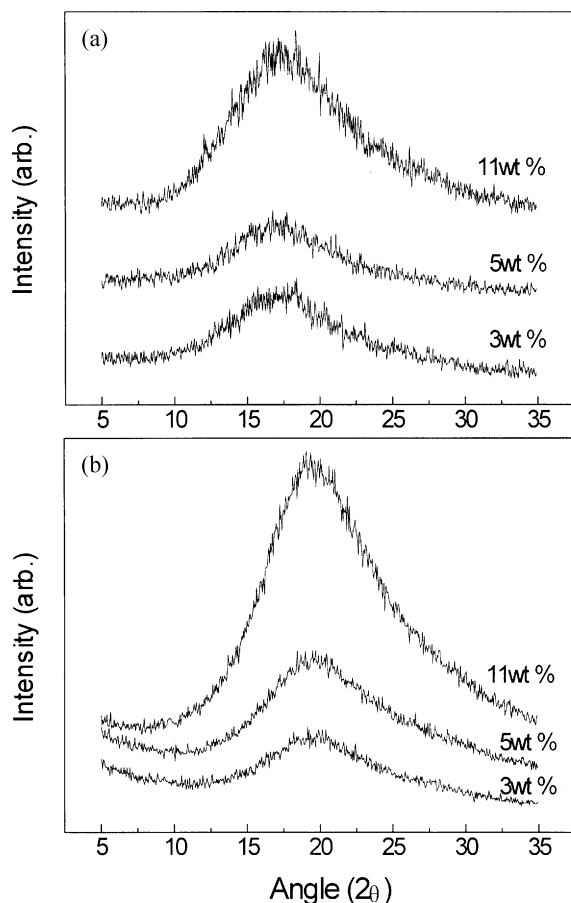 (a)
Intensity (arb.)
11wt %
5wt %
3wt %
5 10 15 20 25 30 35
(b)
Intensity (arb.)
11wt %
5wt %
3wt %
5 10 15 20 25 30 35
Angle (2θ)